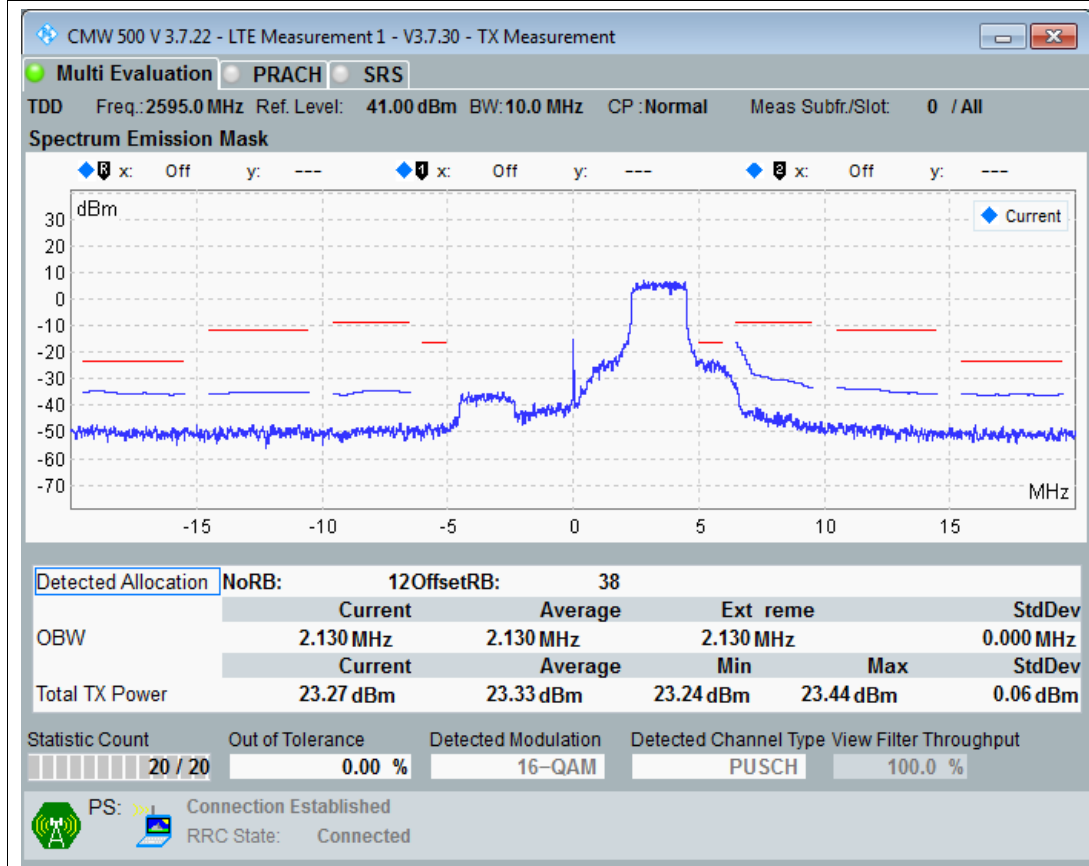 CMW 500 V 3.7.22 - LTE Measurement 1 - V3.7.30 - TX Measurement
Multi Evaluation PRACH SRS
TDD Freq.: 2595.0 MHz Ref. Level: 41.00 dBm BW: 10.0 MHz CP : Normal Meas Subfr./Slot: 0 / All
Spectrum Emission Mask
R x: Off y: --- 1 x: Off y: --- 2 x: Off y: ---
dBm
Current
30
20
10
0
-10
-20
-30
-40
-50
-60
-70
MHz
-15 -10 -5 0 5 10 15
Detected Allocation NoRB: 12 OffsetRB: 38
Current Average Ext reme StdDev
OBW 2.130 MHz 2.130 MHz 2.130 MHz 0.000 MHz
Current Average Min Max StdDev
Total TX Power 23.27 dBm 23.33 dBm 23.24 dBm 23.44 dBm 0.06 dBm
Statistic Count Out of Tolerance Detected Modulation Detected Channel Type View Filter Throughput
20 / 20 0.00 % 16-QAM PUSCH 100.0 %
PS: Connection Established
RRC State: Connected